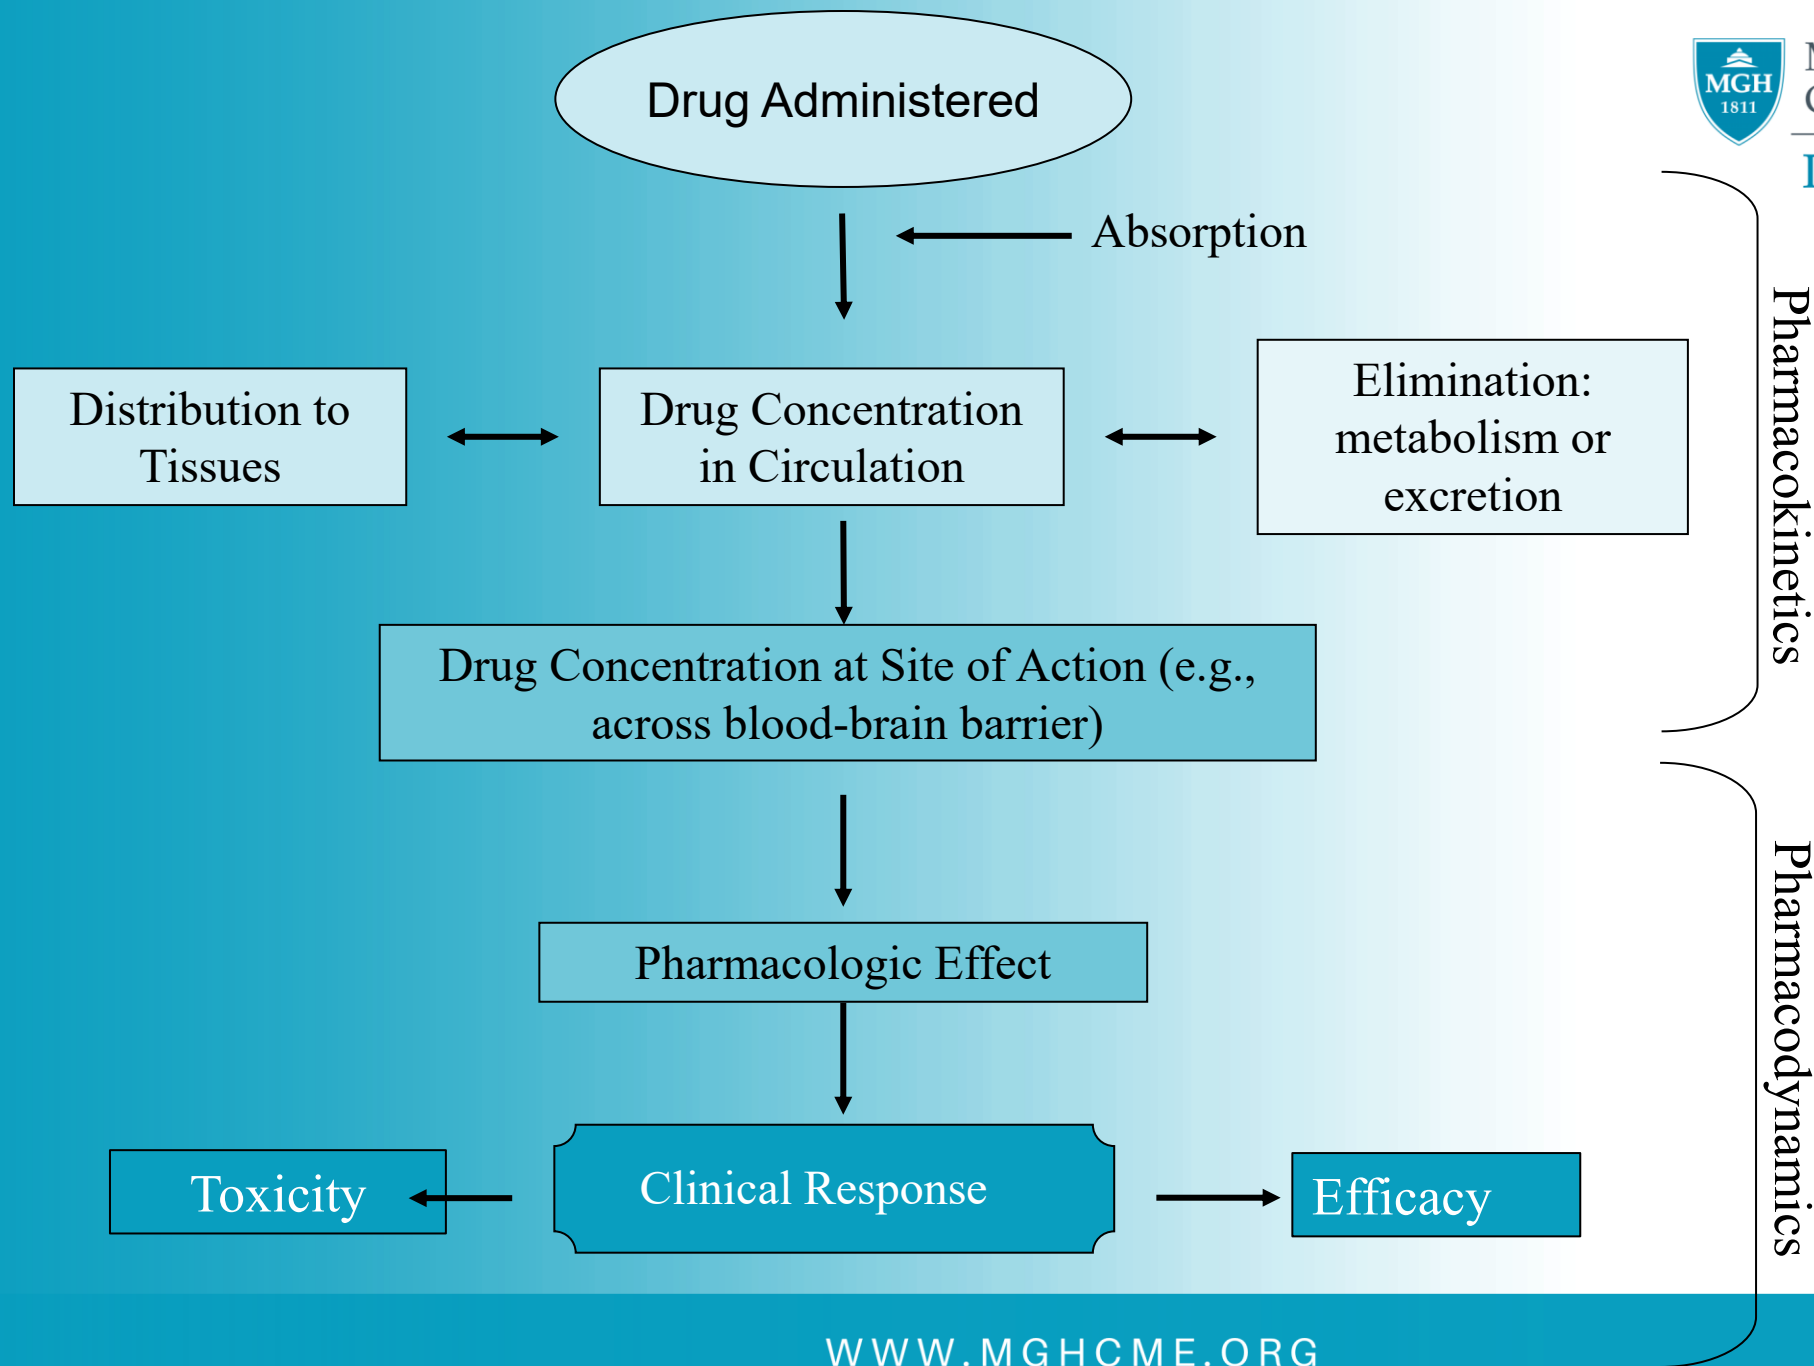 Drug Administered
MGH
1811
Absorption
Distribution to
Tissues
Drug Concentration
in Circulation
Elimination:
metabolism or
excretion
Pharmacokinetics
Drug Concentration at Site of Action (e.g.,
across blood-brain barrier)
Pharmacologic Effect
Toxicity
Clinical Response
Efficacy
Pharmacodynamics
WWW.MGHCME.ORG